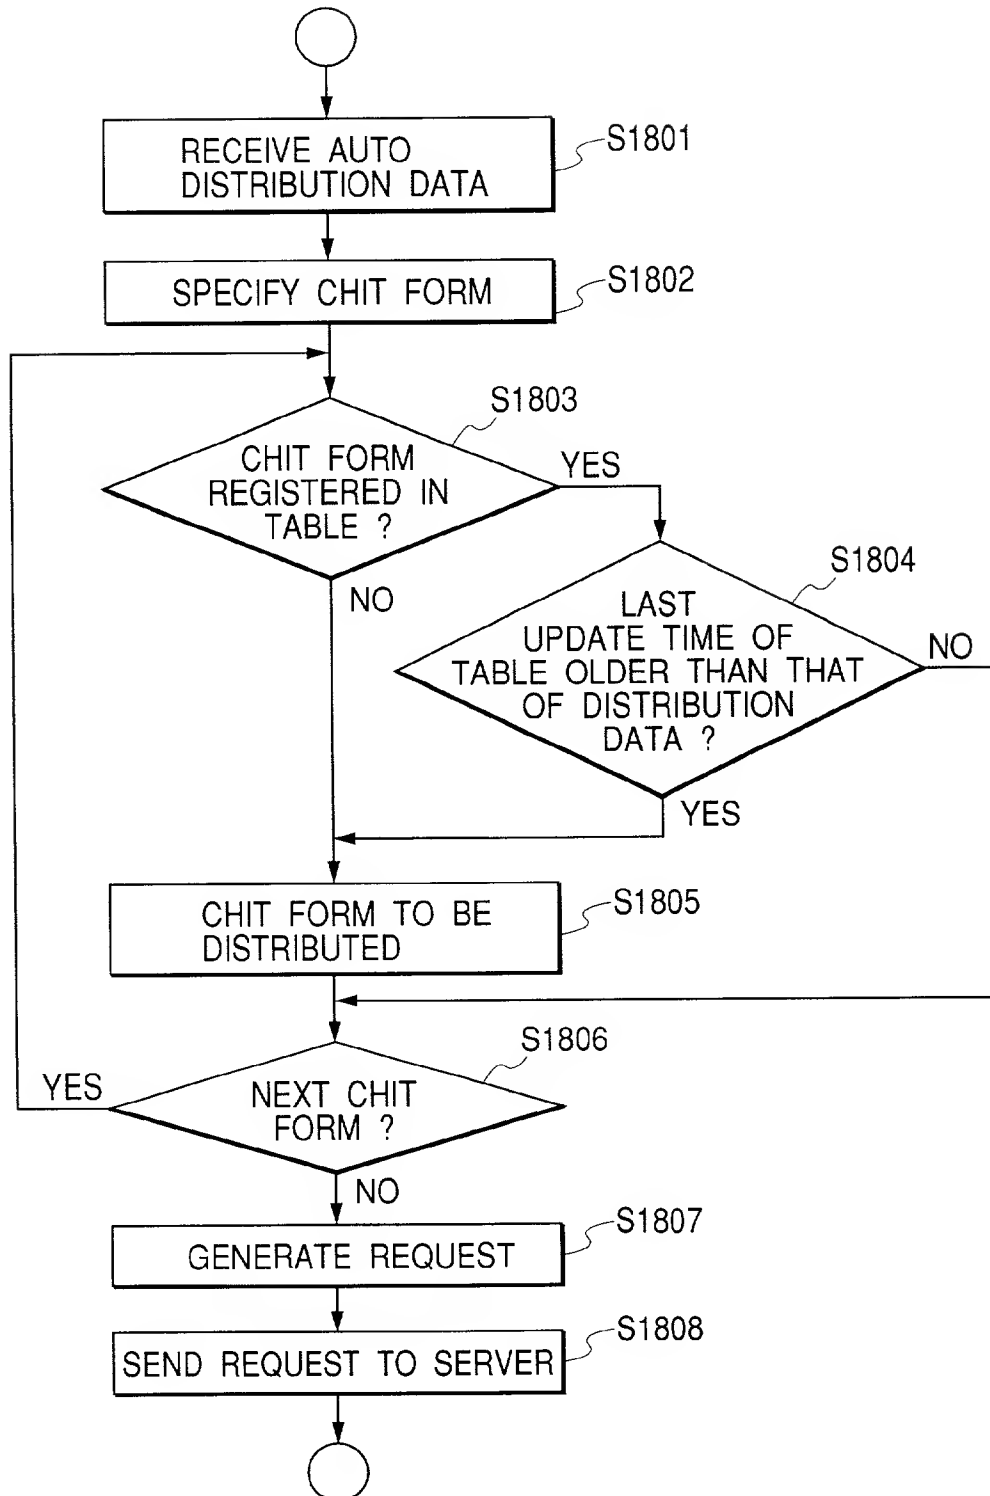 S1801
RECEIVE AUTO
DISTRIBUTION DATA
S1802
SPECIFY CHIT FORM
S1803
CHIT FORM
REGISTERED IN
TABLE ?
YES
NO
S1804
LAST
UPDATE TIME OF
TABLE OLDER THAN THAT
OF DISTRIBUTION
DATA ?
NO
YES
S1805
CHIT FORM TO BE
DISTRIBUTED
S1806
YES
NEXT CHIT
FORM ?
NO
S1807
GENERATE REQUEST
S1808
SEND REQUEST TO SERVER